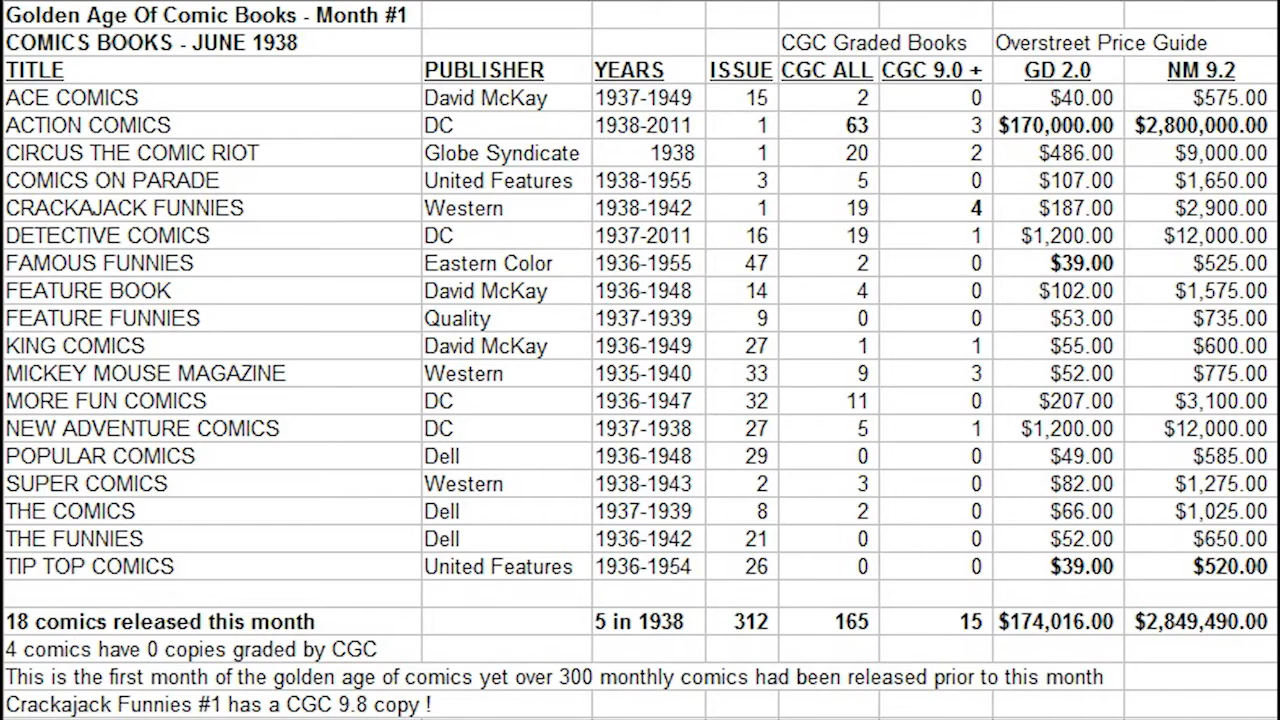 Golden Age Of Comic Books - Month #1
COMICS BOOKS - JUNE 1938 CGC Graded Books Overstreet Price Guide
TITLE PUBLISHER YEARS ISSUE CGC ALL CGC 9.0 + GD 2.0 NM 9.2
ACE COMICS David McKay 1937-1949 15 2 0 $40.00 $575.00
ACTION COMICS DC 1938-2011 1 63 3 $170,000.00 $2,800,000.00
CIRCUS THE COMIC RIOT Globe Syndicate 1938 1 20 2 $486.00 $9,000.00
COMICS ON PARADE United Features 1938-1955 3 5 0 $107.00 $1,650.00
CRACKAJACK FUNNIES Western 1938-1942 1 19 4 $187.00 $2,900.00
DETECTIVE COMICS DC 1937-2011 16 19 1 $1,200.00 $12,000.00
FAMOUS FUNNIES Eastern Color 1936-1955 47 2 0 $39.00 $525.00
FEATURE BOOK David McKay 1936-1948 14 4 0 $102.00 $1,575.00
FEATURE FUNNIES Quality 1937-1939 9 0 0 $53.00 $735.00
KING COMICS David McKay 1936-1949 27 1 1 $55.00 $600.00
MICKEY MOUSE MAGAZINE Western 1935-1940 33 9 3 $52.00 $775.00
MORE FUN COMICS DC 1936-1947 32 11 0 $207.00 $3,100.00
NEW ADVENTURE COMICS DC 1937-1938 27 5 1 $1,200.00 $12,000.00
POPULAR COMICS Dell 1936-1948 29 0 0 $49.00 $585.00
SUPER COMICS Western 1938-1943 2 3 0 $82.00 $1,275.00
THE COMICS Dell 1937-1939 8 2 0 $66.00 $1,025.00
THE FUNNIES Dell 1936-1942 21 0 0 $52.00 $650.00
TIP TOP COMICS United Features 1936-1954 26 0 0 $39.00 $520.00
18 comics released this month 5 in 1938 312 165 15 $174,016.00 $2,849,490.00
4 comics have 0 copies graded by CGC
This is the first month of the golden age of comics yet over 300 monthly comics had been released prior to this month
Crackajack Funnies #1 has a CGC 9.8 copy !